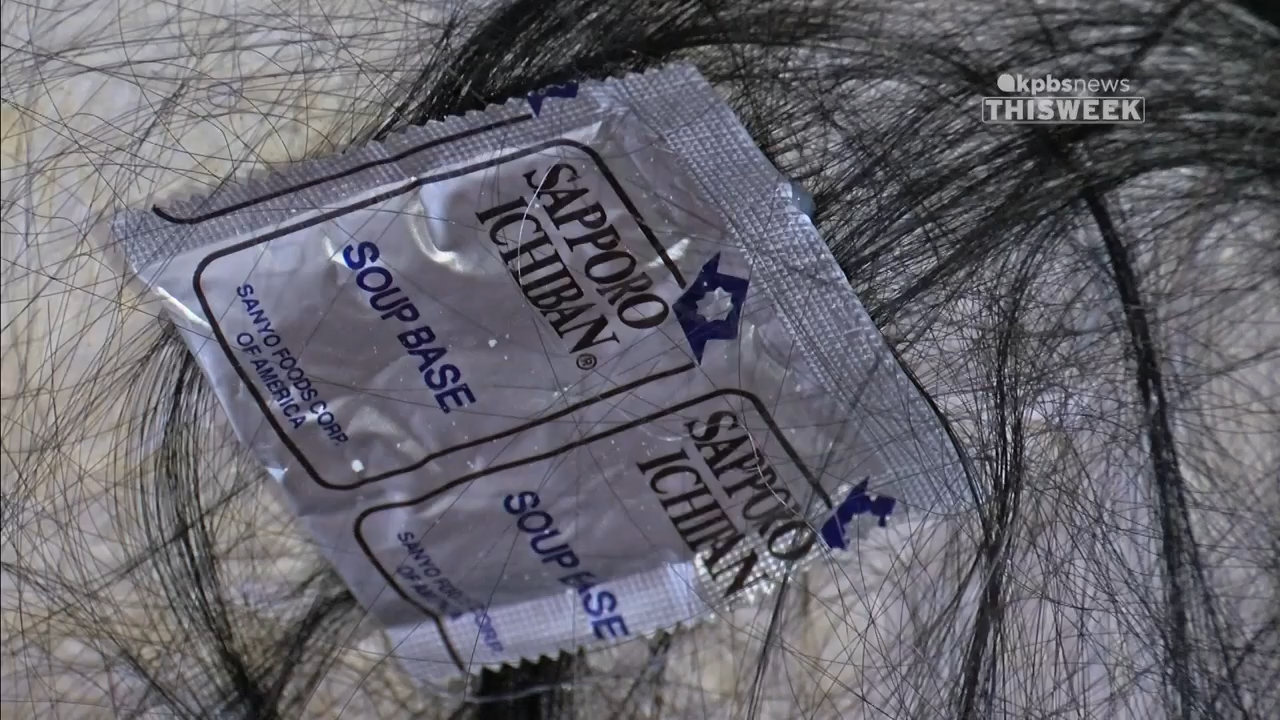 kpbsnews
THISWEEK
SAPPORO
ICHIBAN®
SOUP BASE
SANYO FOODS CORP.
OF AMERICA
SAPPORO
ICHIBAN
SOUP BASE
SANYO FOODS CORP.
OF AMERICA